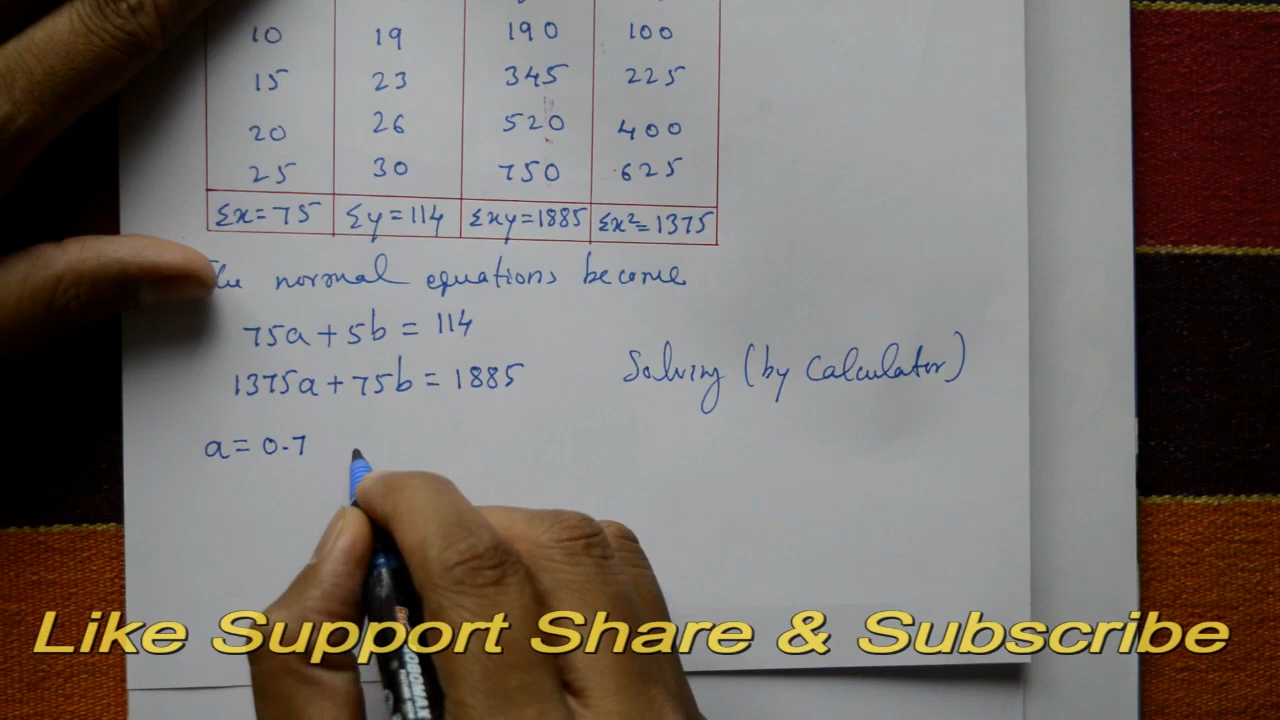 10 19 190 100
15 23 345 225
20 26 520 400
25 30 750 625
Σx=75 Σy=114 Σxy=1885 Σx²=1375
normal equations become
75a+5b=114
1375a+75b=1885
Solving (by Calculator)
a=0.7
ROBOMAX
Like Support Share & Subscribe